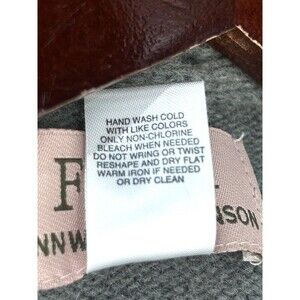 HAND WASH COLD
WITH LIKE COLORS
ONLY NON-CHLORINE
BLEACH WHEN NEEDED
DO NOT WRING OR TWIST
RESHAPE AND DRY FLAT
WARM IRON IF NEEDED
OR DRY CLEAN